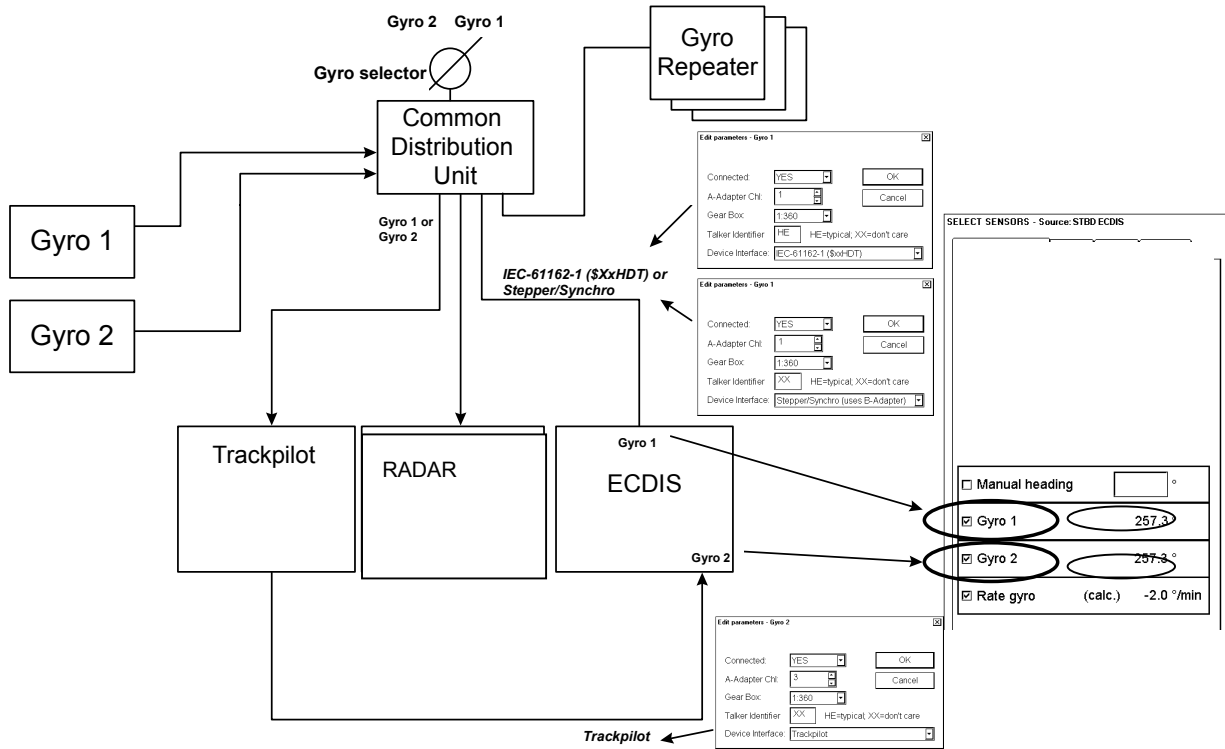 Gyro 2 Gyro 1
Gyro selector
Common
Distribution
Unit
Gyro
Repeater
Gyro 1
Gyro 2
Gyro 1 or
Gyro 2
IEC-61162-1 ($XxHDT) or
Stepper/Synchro
Edit parameters - Gyro 1
Connected: YES OK
A-Adapter Chl: 1 Cancel
Gear Box: 1:360
Talker Identifier HE HE=typical; XX=don't care
Device Interface: IEC-61162-1 ($xxHDT)
Edit parameters - Gyro 1
Connected: YES OK
A-Adapter Chl: 1 Cancel
Gear Box: 1:360
Talker Identifier XX HE=typical; XX=don't care
Device Interface: Stepper/Synchro (uses B-Adapter)
Trackpilot
RADAR
Gyro 1
ECDIS
Gyro 2
SELECT SENSORS - Source: STBD ECDIS
Manual heading °
Gyro 1 257.3 °
Gyro 2 257.3 °
Rate gyro (calc.) -2.0 °/min
Edit parameters - Gyro 2
Connected: YES OK
A-Adapter Chl: 3 Cancel
Gear Box: 1:360
Talker Identifier XX HE=typical; XX=don't care
Device Interface: Trackpilot
Trackpilot